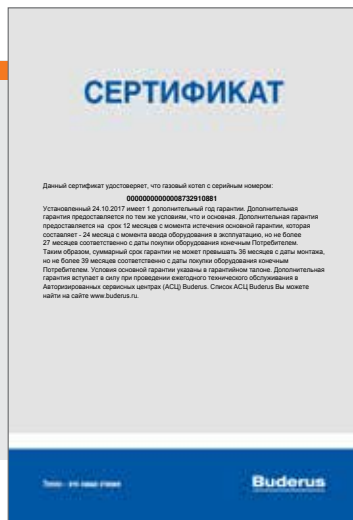 СЕРТИФИКАТ
Данный сертификат удостоверяет, что газовый котел с серийным номером:
00000000000008732910881
Установленный 24.10.2017 имеет 1 дополнительный год гарантии. Дополнительная
гарантия предоставляется по тем же условиям, что и основная. Дополнительная гарантия
предоставляется на срок 12 месяцев с момента истечения основной гарантии, которая
составляет - 24 месяца с момента ввода оборудования в эксплуатацию, но не более
27 месяцев соответственно с даты покупки оборудования конечным Потребителем.
Таким образом, суммарный срок гарантии не может превышать 36 месяцев с даты монтажа,
но не более 39 месяцев соответственно с даты покупки оборудования конечным
Потребителем. Условия основной гарантии указаны в гарантийном талоне. Дополнительная
гарантия вступает в силу при проведении ежегодного технического обслуживания в
Авторизированных сервисных центрах (АСЦ) Buderus. Список АСЦ Buderus Вы можете
найти на сайте www.buderus.ru.
Тепло - это наша стихия
Buderus